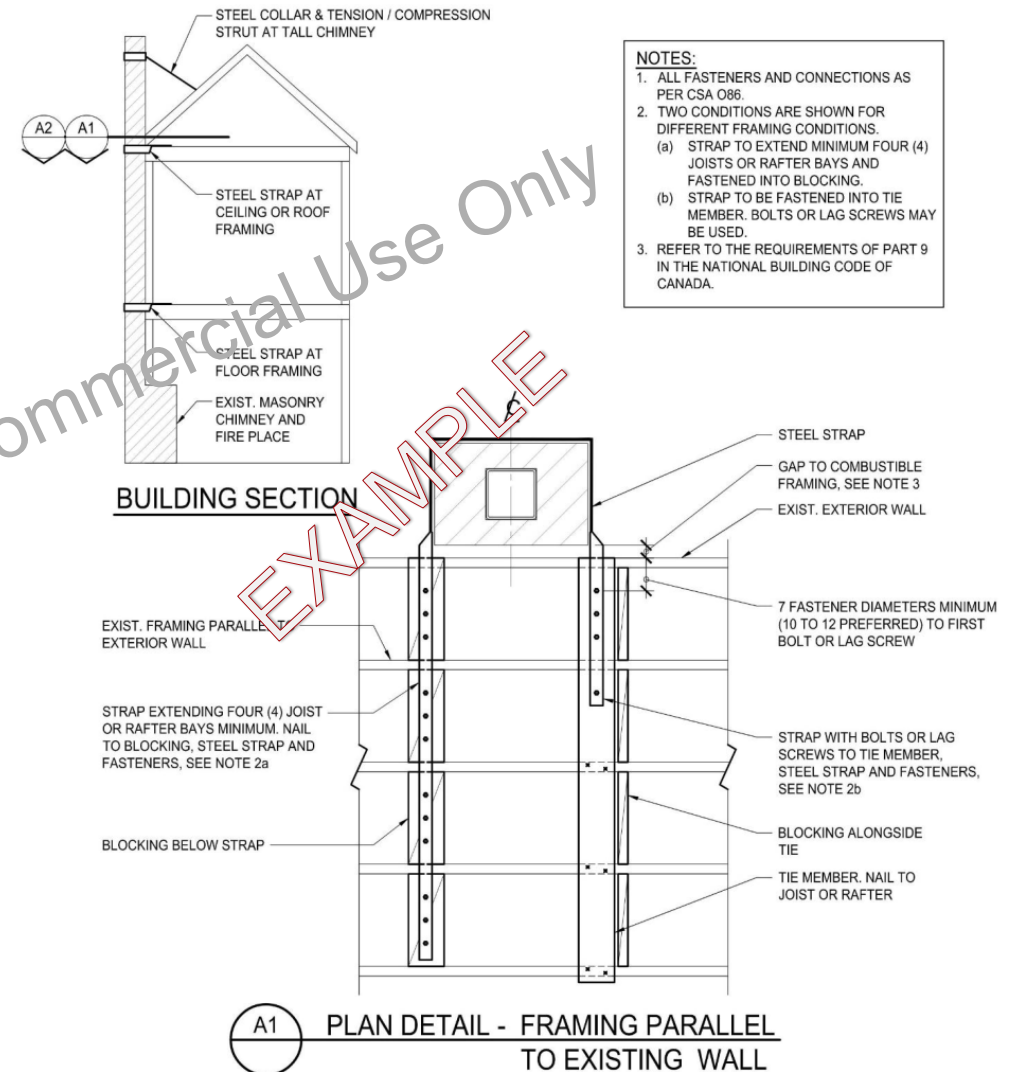 STEEL COLLAR & TENSION / COMPRESSION
STRUT AT TALL CHIMNEY
A2
A1
STEEL STRAP AT
CEILING OR ROOF
FRAMING
STEEL STRAP AT
FLOOR FRAMING
EXIST. MASONRY
CHIMNEY AND
FIRE PLACE
BUILDING SECTION
NOTES:
1. ALL FASTENERS AND CONNECTIONS AS
PER CSA O86.
2. TWO CONDITIONS ARE SHOWN FOR
DIFFERENT FRAMING CONDITIONS.
(a) STRAP TO EXTEND MINIMUM FOUR (4)
JOISTS OR RAFTER BAYS AND
FASTENED INTO BLOCKING.
(b) STRAP TO BE FASTENED INTO TIE
MEMBER. BOLTS OR LAG SCREWS MAY
BE USED.
3. REFER TO THE REQUIREMENTS OF PART 9
IN THE NATIONAL BUILDING CODE OF
CANADA.
Use Only
EXAMPLE
STEEL STRAP
GAP TO COMBUSTIBLE
FRAMING, SEE NOTE 3
EXIST. EXTERIOR WALL
7 FASTENER DIAMETERS MINIMUM
(10 TO 12 PREFERRED) TO FIRST
BOLT OR LAG SCREW
EXIST. FRAMING PARALLEL TO
EXTERIOR WALL
STRAP EXTENDING FOUR (4) JOIST
OR RAFTER BAYS MINIMUM. NAIL
TO BLOCKING, STEEL STRAP AND
FASTENERS, SEE NOTE 2a
STRAP WITH BOLTS OR LAG
SCREWS TO TIE MEMBER,
STEEL STRAP AND FASTENERS,
SEE NOTE 2b
BLOCKING BELOW STRAP
BLOCKING ALONGSIDE
TIE
TIE MEMBER. NAIL TO
JOIST OR RAFTER
A1
PLAN DETAIL - FRAMING PARALLEL
TO EXISTING WALL